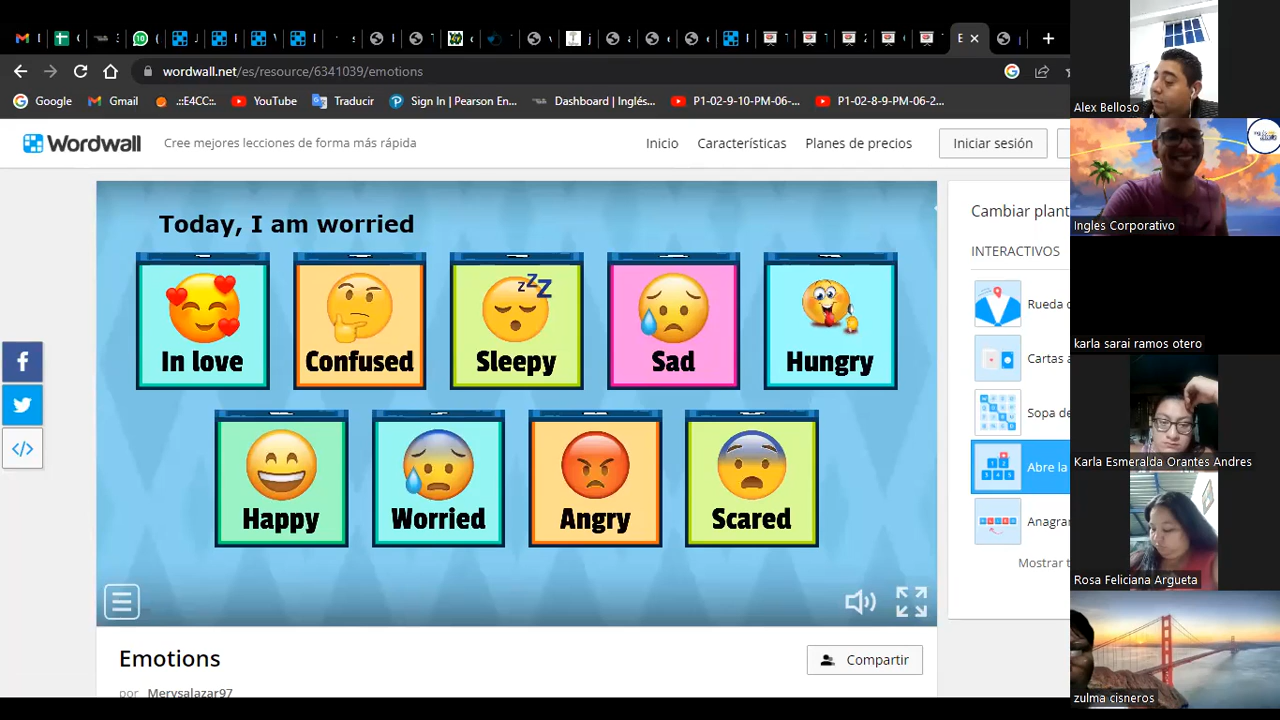 wordwall.net/es/resource/6341039/emotions
Google
Gmail
.::E4CC::.
YouTube
Traducir
Sign In | Pearson En...
Dashboard | Inglés...
P1-02-9-10-PM-06-...
P1-02-8-9-PM-06-2...
Wordwall
Cree mejores lecciones de forma más rápida
Inicio
Características
Planes de precios
Iniciar sesión
Today, I am worried
In love
Confused
Sleepy
Sad
Hungry
Happy
Worried
Angry
Scared
Cambiar plant
INTERACTIVOS
Rueda
Cartas a
Sopa de
Abre la
Anagra
Mostrar t
Emotions
Compartir
por Merysalazar97
Alex Belloso
Ingles Corporativo
karla sarai ramos otero
Karla Esmeralda Orantes Andres
Rosa Feliciana Argueta
zulma cisneros